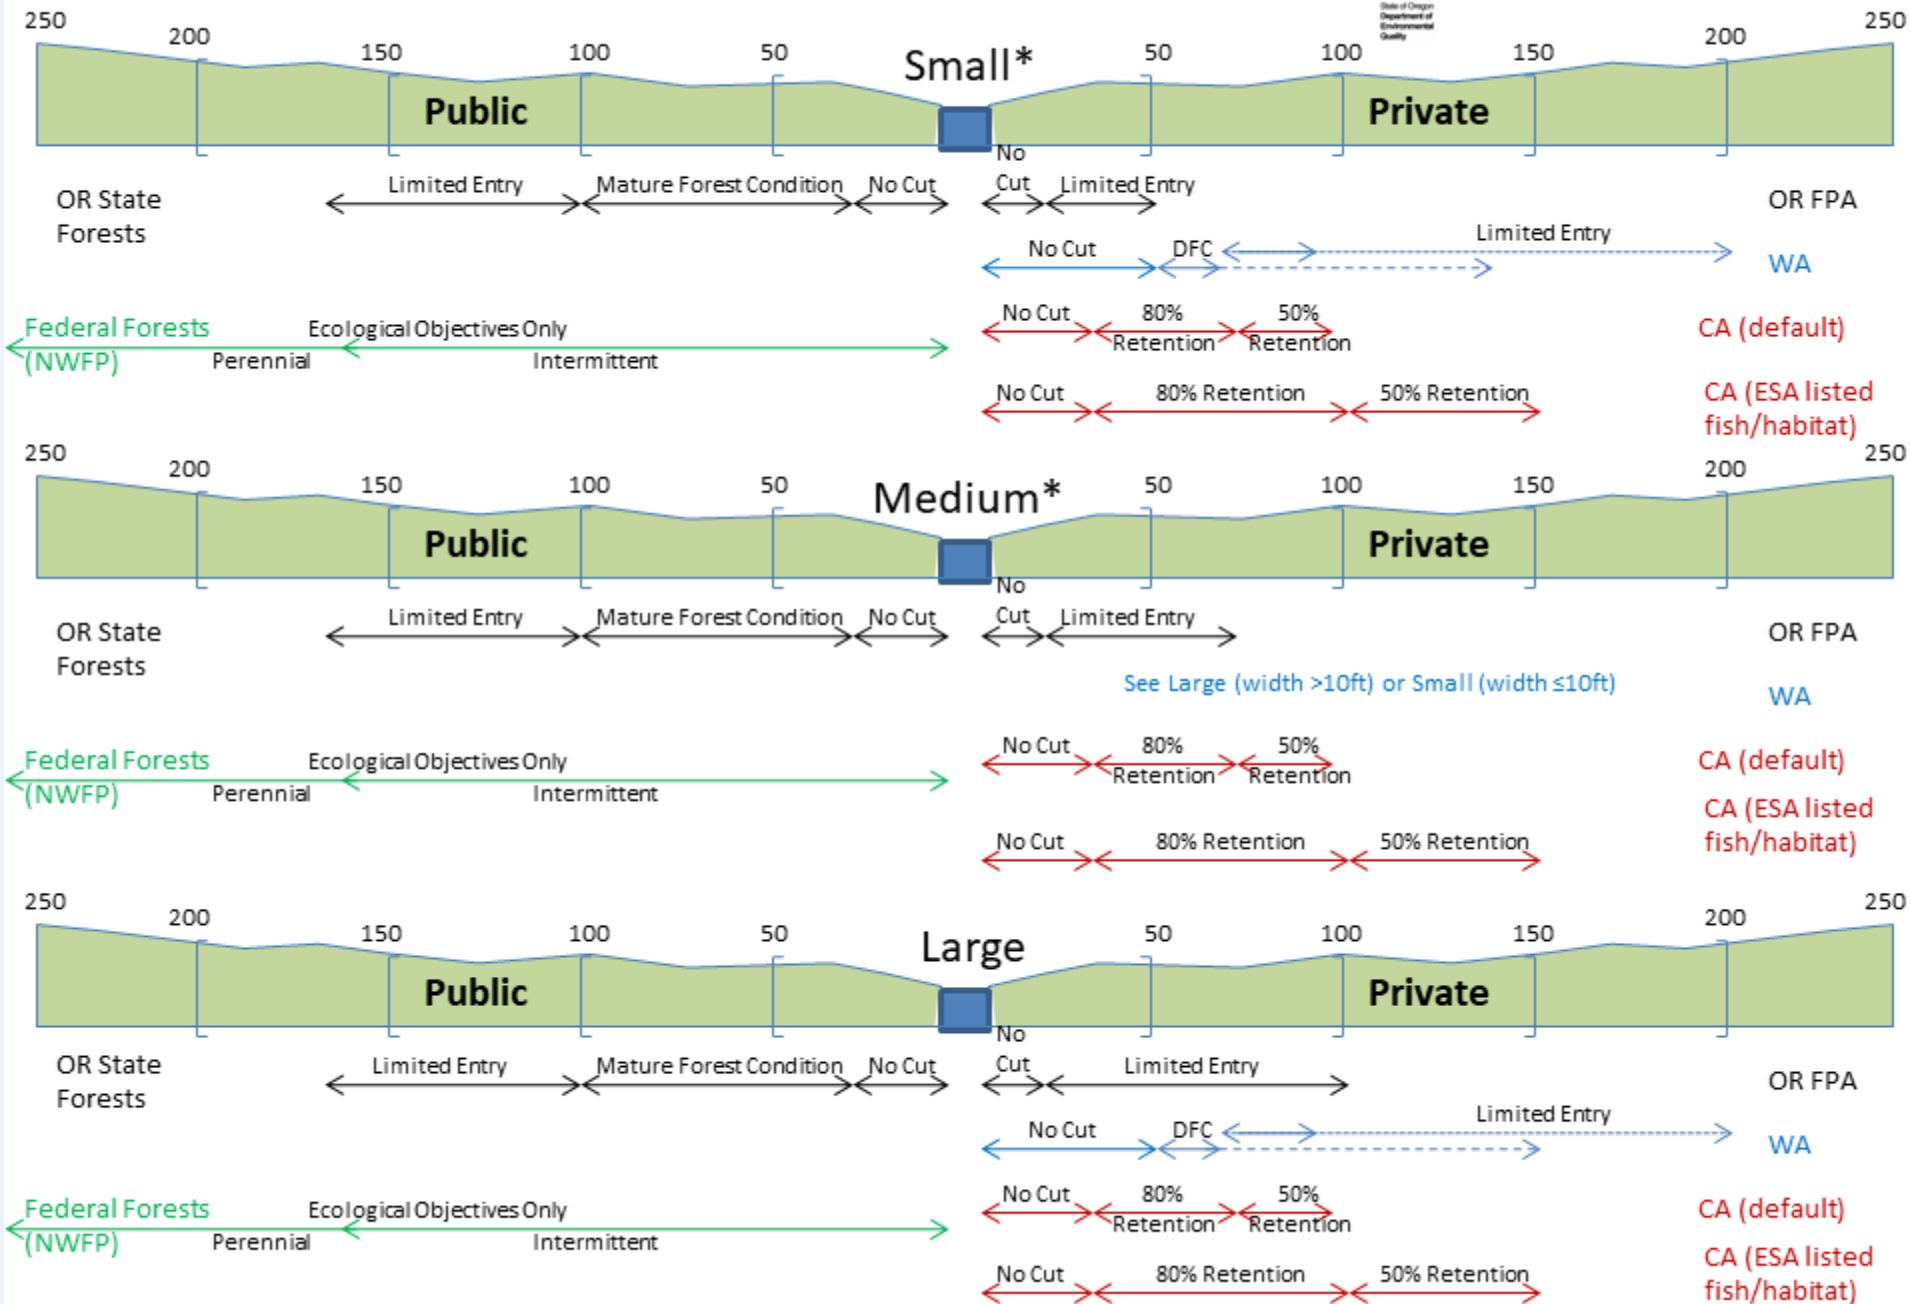 State of Oregon
Department of
Environmental
Quality
250 200 150 100 50 Small* 50 100 150 200 250
Public Private
OR State
Forests
Limited Entry Mature Forest Condition No Cut No
Cut Limited Entry OR FPA
No Cut DFC Limited Entry WA
Federal Forests
(NWFP)
Perennial Ecological Objectives Only Intermittent
No Cut 80%
Retention 50%
Retention CA (default)
No Cut 80% Retention 50% Retention CA (ESA listed
fish/habitat)
250 200 150 100 50 Medium* 50 100 150 200 250
Public Private
OR State
Forests
Limited Entry Mature Forest Condition No Cut No
Cut Limited Entry OR FPA
See Large (width >10ft) or Small (width ≤10ft) WA
Federal Forests
(NWFP)
Perennial Ecological Objectives Only Intermittent
No Cut 80%
Retention 50%
Retention CA (default)
No Cut 80% Retention 50% Retention CA (ESA listed
fish/habitat)
250 200 150 100 50 Large 50 100 150 200 250
Public Private
OR State
Forests
Limited Entry Mature Forest Condition No Cut No
Cut Limited Entry OR FPA
No Cut DFC Limited Entry WA
Federal Forests
(NWFP)
Perennial Ecological Objectives Only Intermittent
No Cut 80%
Retention 50%
Retention CA (default)
No Cut 80% Retention 50% Retention CA (ESA listed
fish/habitat)